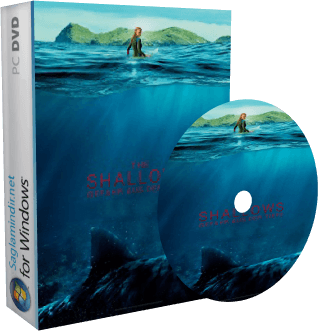 PC DVD
Saglamindir.net
for Windows
THE
SHALLO
SHALLOWS